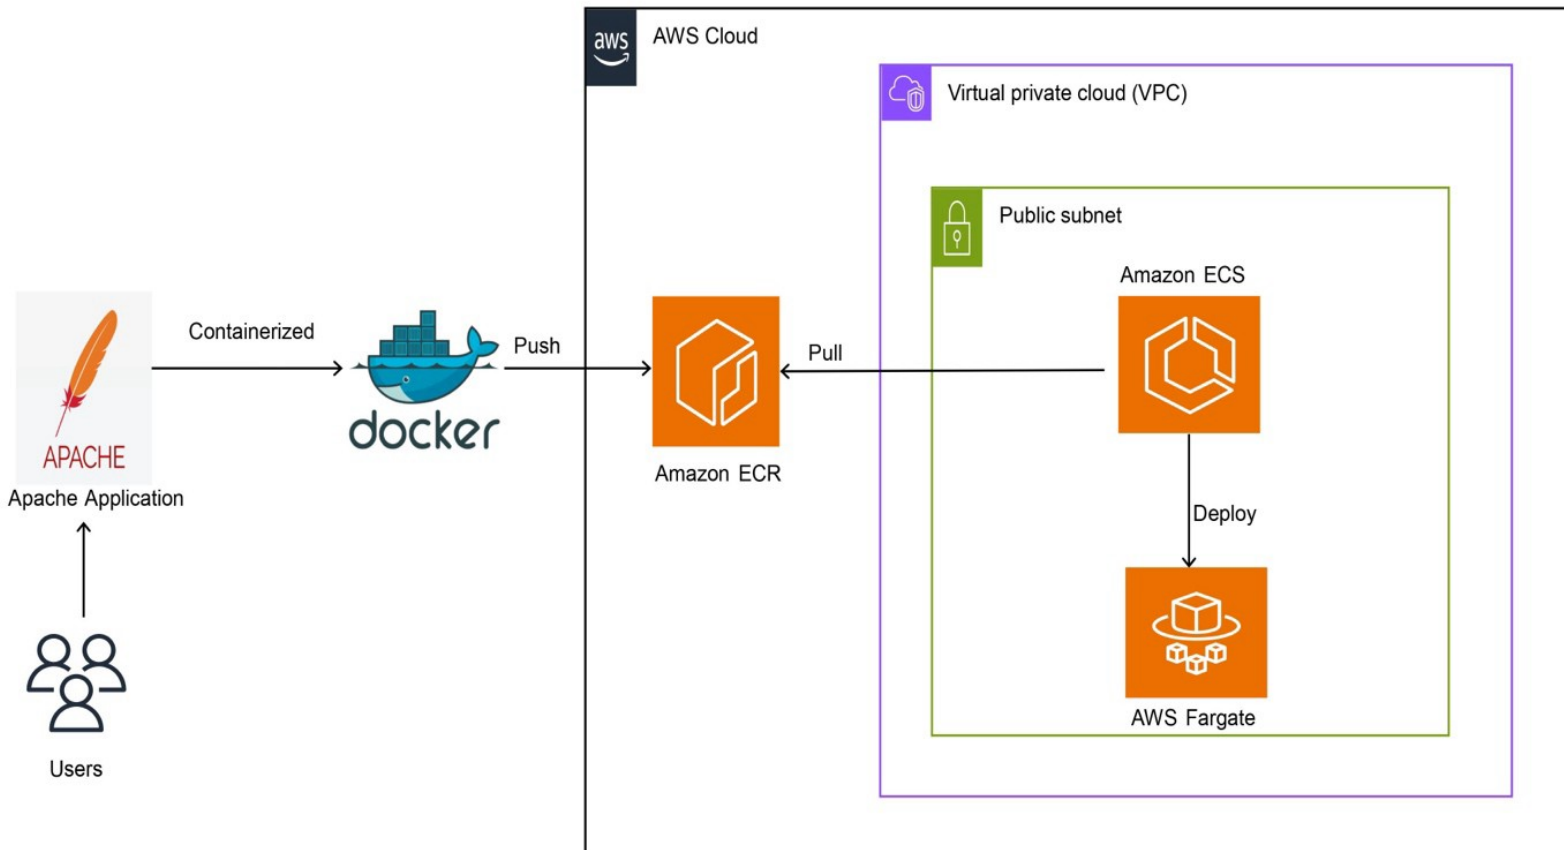 aws
AWS Cloud
Virtual private cloud (VPC)
Public subnet
Amazon ECS
Containerized
Push
Pull
docker
APACHE
Amazon ECR
Apache Application
Deploy
AWS Fargate
Users